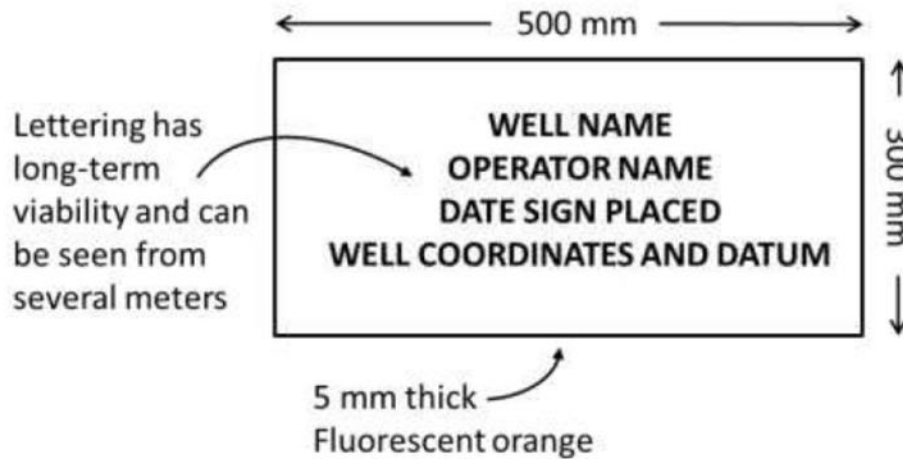 500 mm
Lettering has
long-term
viability and can
be seen from
several meters
WELL NAME
OPERATOR NAME
DATE SIGN PLACED
WELL COORDINATES AND DATUM
300 mm
5 mm thick
Fluorescent orange